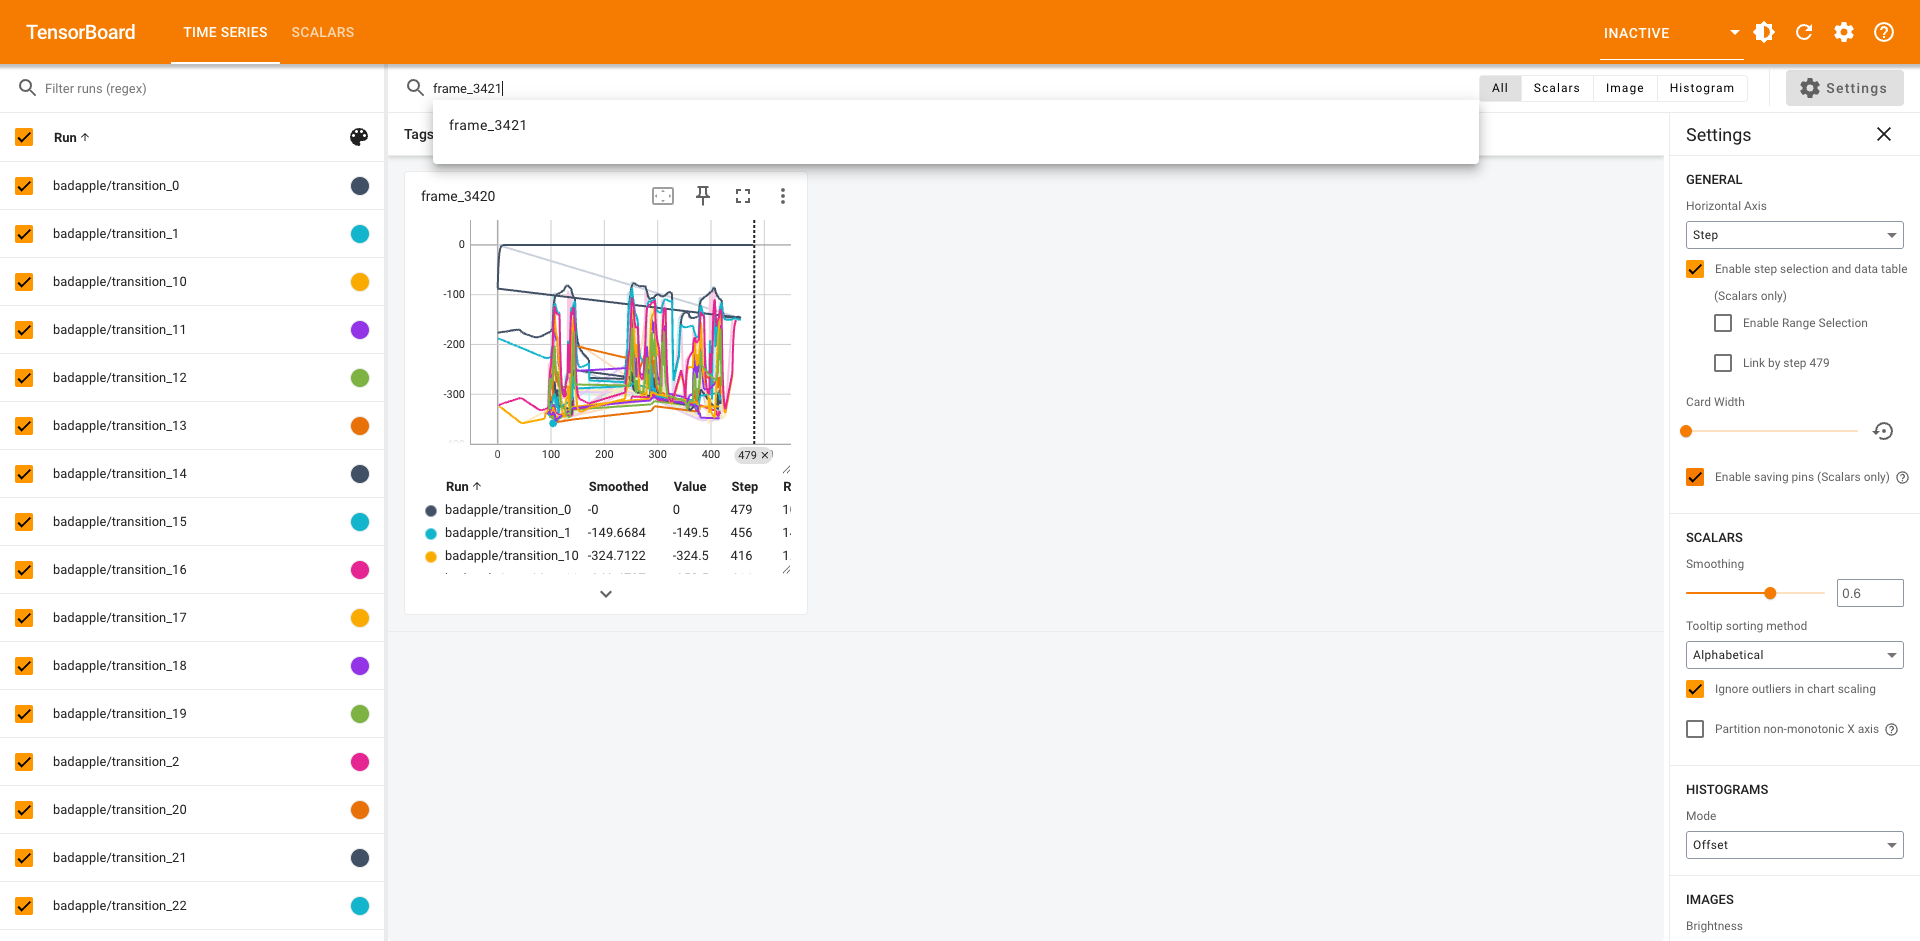 TensorBoard
TIME SERIES
SCALARS
INACTIVE
Filter runs (regex)
frame_3421
All
Scalars
Image
Histogram
Settings
frame_3421
Tags
Run
badapple/transition_0
badapple/transition_1
badapple/transition_10
badapple/transition_11
badapple/transition_12
badapple/transition_13
badapple/transition_14
badapple/transition_15
badapple/transition_16
badapple/transition_17
badapple/transition_18
badapple/transition_19
badapple/transition_2
badapple/transition_20
badapple/transition_21
badapple/transition_22
frame_3420
0
-100
-200
-300
0 100 200 300 400 479
Run Smoothed Value Step R
badapple/transition_0 -0 0 479
badapple/transition_1 -149.6684 -149.5 456
badapple/transition_10 -324.7122 -324.5 416
Settings
GENERAL
Horizontal Axis
Step
Enable step selection and data table
(Scalars only)
Enable Range Selection
Link by step 479
Card Width
Enable saving pins (Scalars only)
SCALARS
Smoothing
0.6
Tooltip sorting method
Alphabetical
Ignore outliers in chart scaling
Partition non-monotonic X axis
HISTOGRAMS
Mode
Offset
IMAGES
Brightness